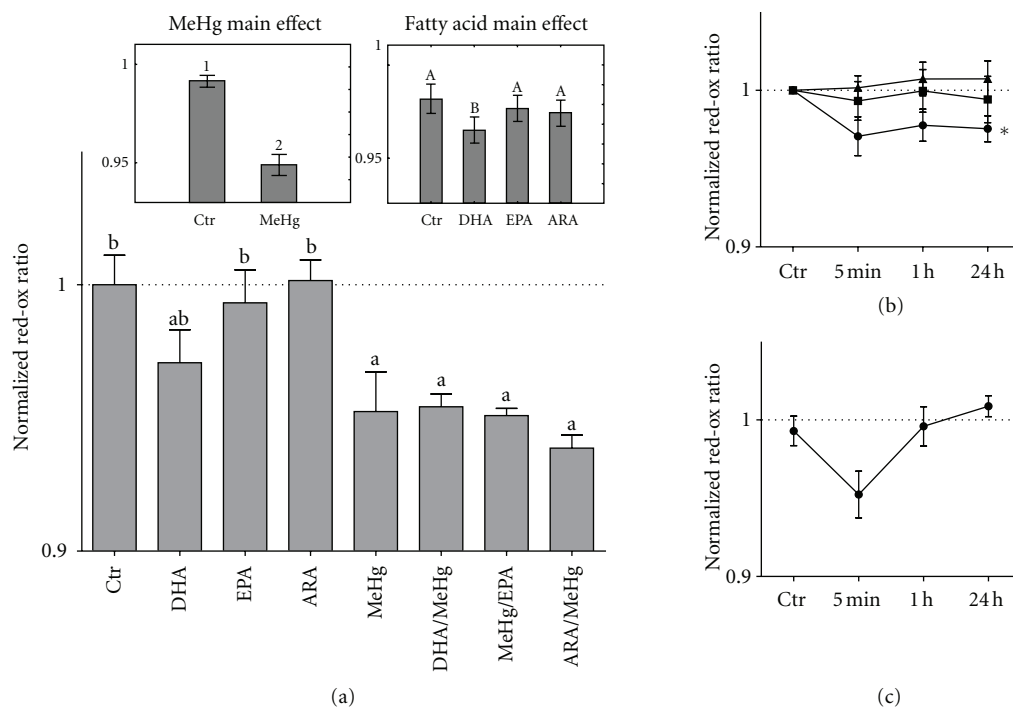 MeHg main effect
1
0.95
1
2
Ctr
MeHg
Fatty acid main effect
1
0.95
A
B
A
A
Ctr
DHA
EPA
ARA
Normalized red-ox ratio
1
0.9
b
ab
b
b
a
a
a
a
Ctr
DHA
EPA
ARA
MeHg
DHA/MeHg
MeHg/EPA
ARA/MeHg
(a)
Normalized red-ox ratio
1
0.9
*
Ctr
5 min
1 h
24 h
(b)
Normalized red-ox ratio
1
0.9
Ctr
5 min
1 h
24 h
(c)